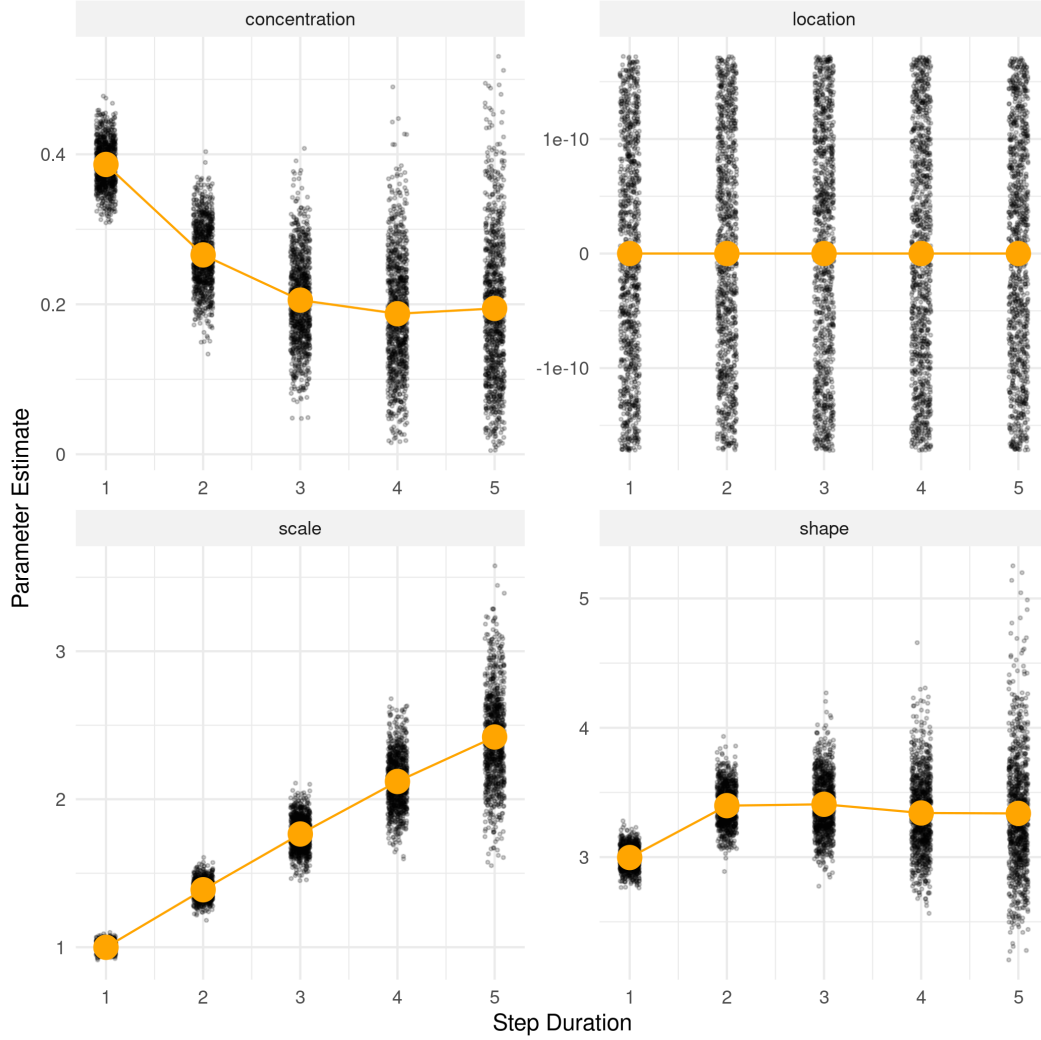 concentration
location
0.4
0.2
0
1e-10
0
-1e-10
1 2 3 4 5
1 2 3 4 5
scale
shape
3
2
1
5
4
3
1 2 3 4 5
1 2 3 4 5
Parameter Estimate
Step Duration